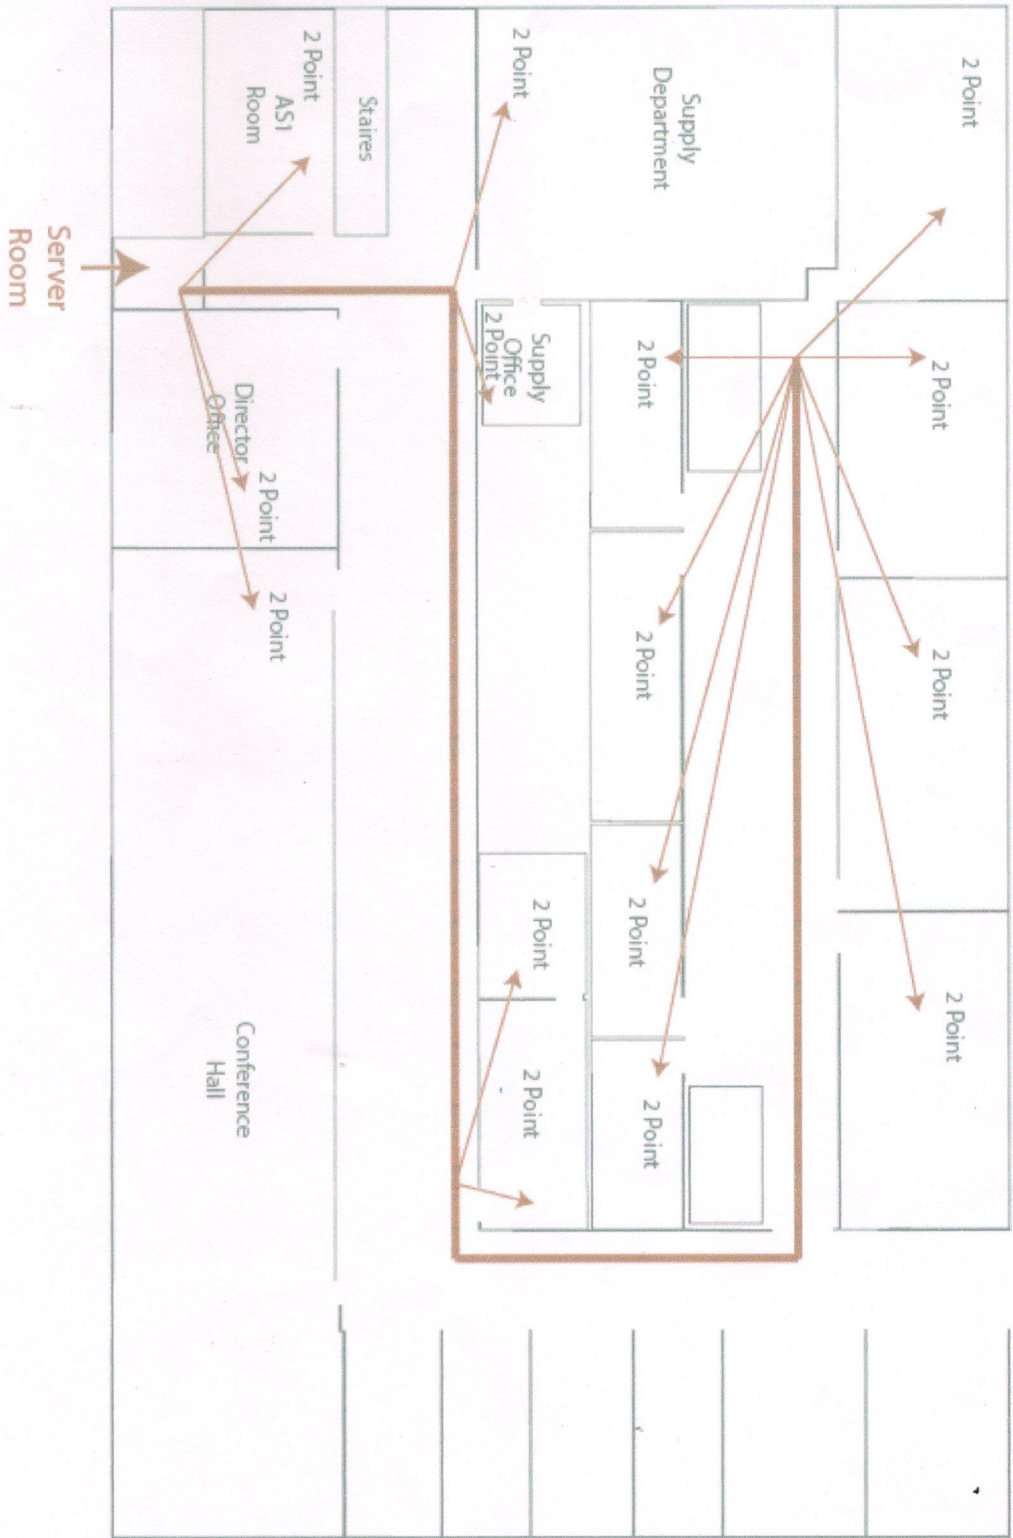 2 Point
2 Point
2 Point
2 Point
Supply
Department
2 Point
2 Point
2 Point
2 Point
2 Point
Supply
Office
2 Point
2 Point
2 Point
Staires
2 Point
AS1
Room
Director
Office
2 Point
2 Point
Conference
Hall
Server
Room